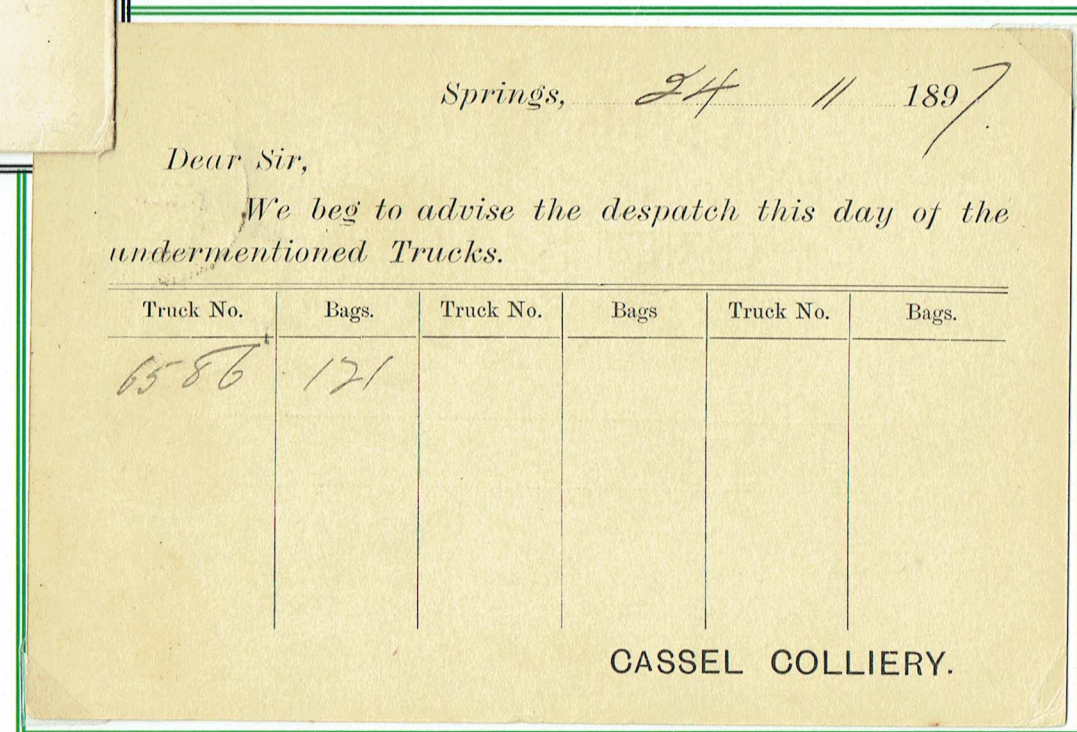 Springs, 24 11 1897.
Dear Sir,
We beg to advise the despatch this day of the
undermentioned Trucks.
Truck No. Bags. Truck No. Bags Truck No. Bags.
6586 121
CASSEL COLLIERY.